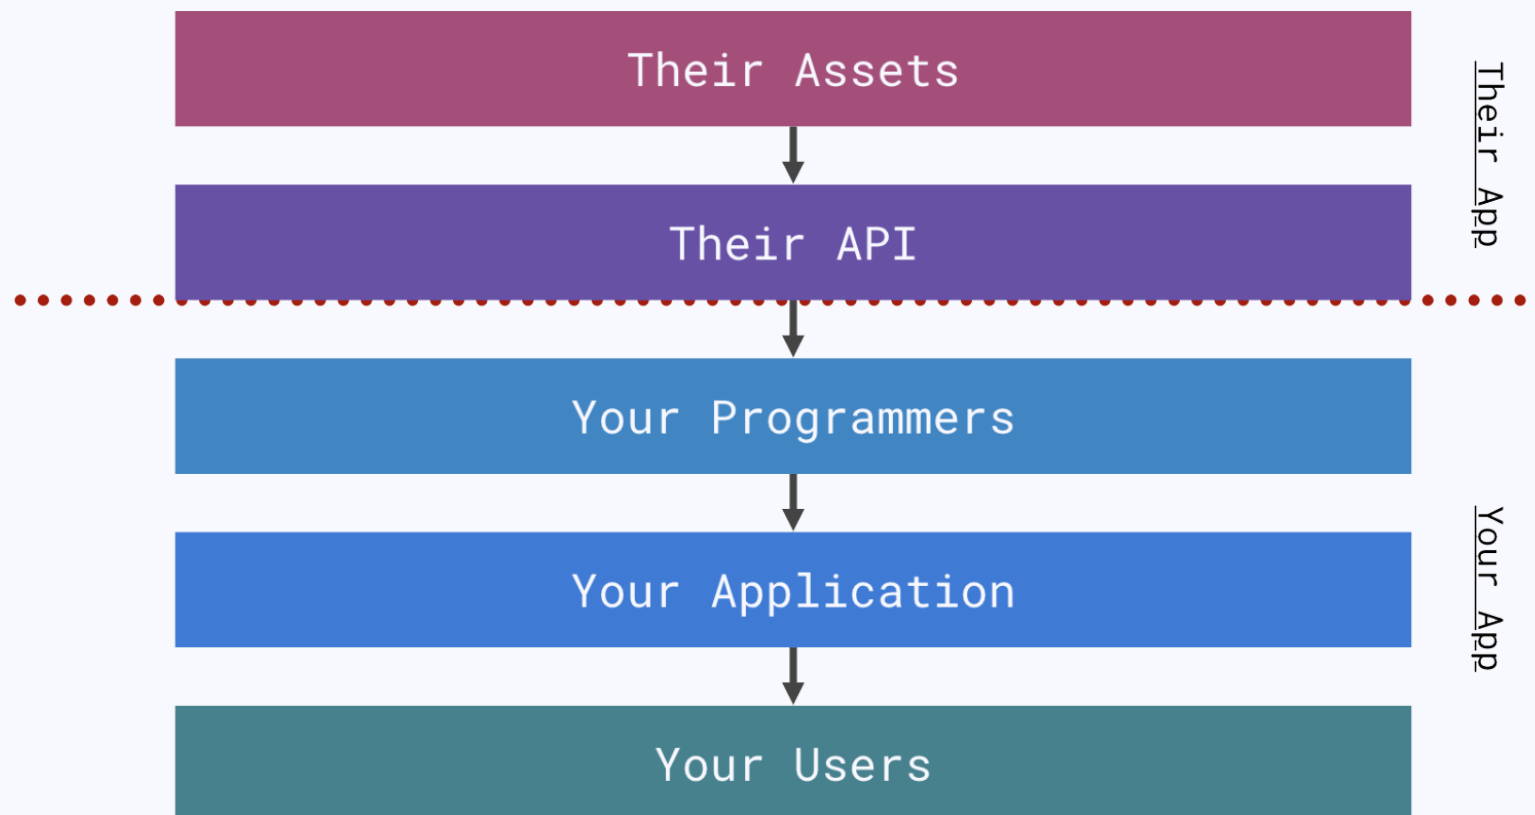 Their Assets
Their API
Your Programmers
Your Application
Your Users
Their App
Your App